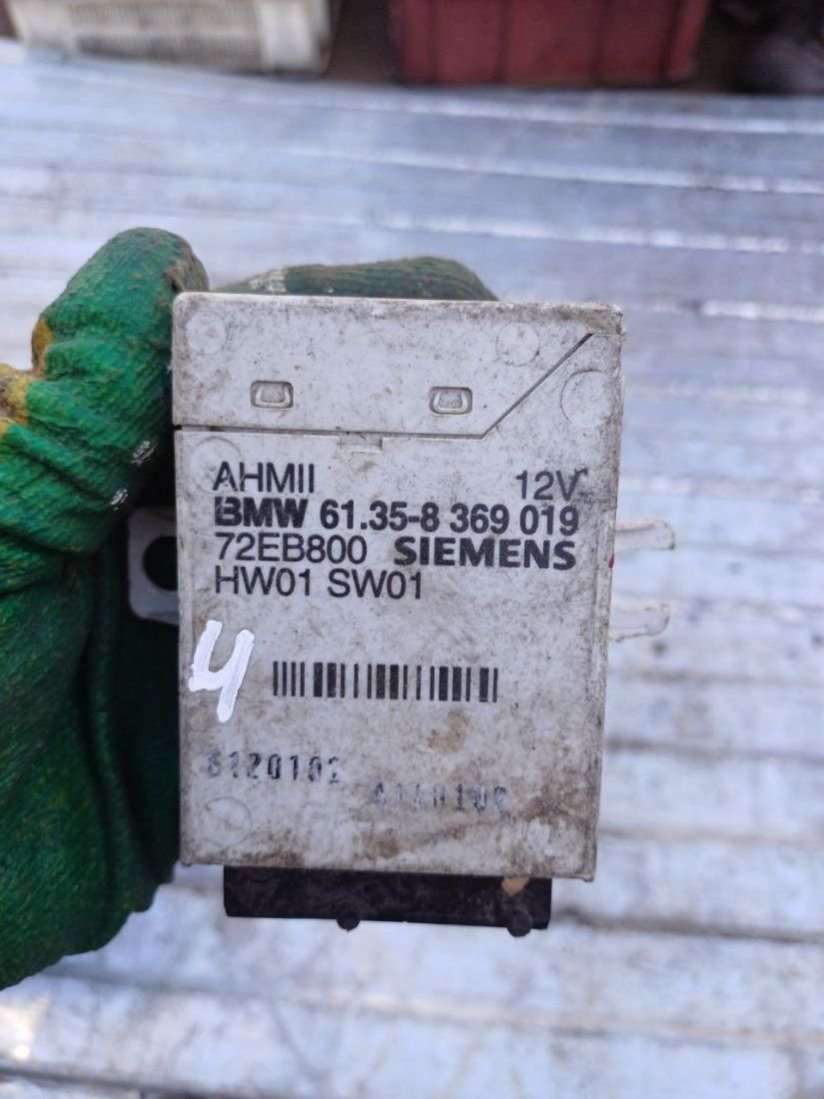 AHMII 12V
BMW 61.35-8 369 019
72EB800 SIEMENS
HW01 SW01
4